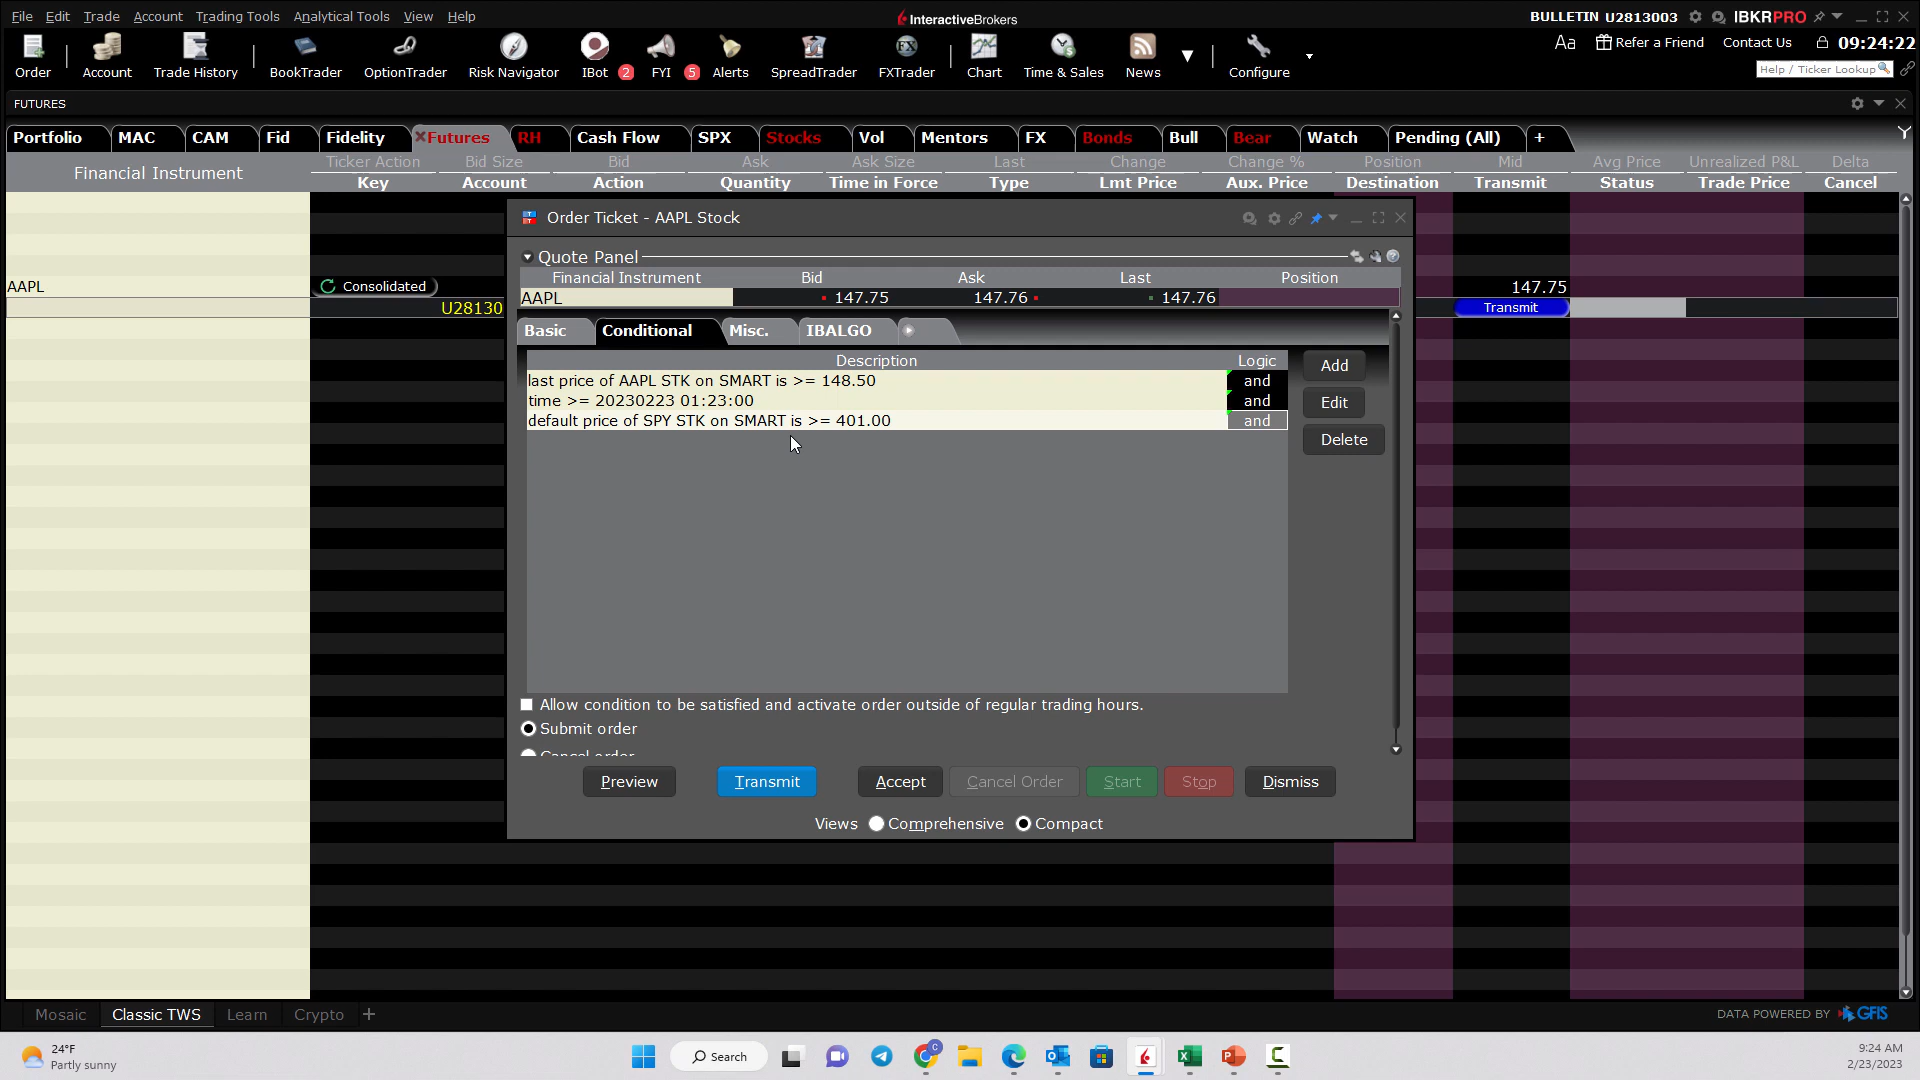 File Edit Trade Account Trading Tools Analytical Tools View Help
InteractiveBrokers
BULLETIN U2813003 IBKRPRO
Order Account Trade History BookTrader OptionTrader Risk Navigator IBot 2 FYI 5 Alerts SpreadTrader FXTrader Chart Time & Sales News Configure
Aa Refer a Friend Contact Us 09:24:22
Help / Ticker Lookup
FUTURES
Portfolio MAC CAM Fid Fidelity Futures RH Cash Flow SPX Stocks Vol Mentors FX Bonds Bull Bear Watch Pending (All) +
Financial Instrument
Ticker Action Bid Size Bid Ask Ask Size Last Change Change % Position Mid Avg Price Unrealized P&L Delta
Key Account Action Quantity Time in Force Type Lmt Price Aux. Price Destination Transmit Status Trade Price Cancel
Order Ticket - AAPL Stock
Quote Panel
Financial Instrument Bid Ask Last Position
AAPL 147.75 147.76 147.76
AAPL Consolidated 147.75
U28130 Transmit
Basic Conditional Misc. IBALGO
Description Logic
last price of AAPL STK on SMART is >= 148.50 and
time >= 20230223 01:23:00 and
default price of SPY STK on SMART is >= 401.00 and
Add
Edit
Delete
Allow condition to be satisfied and activate order outside of regular trading hours.
Submit order
Cancel order
Preview Transmit Accept Cancel Order Start Stop Dismiss
Views Comprehensive Compact
Mosaic Classic TWS Learn Crypto +
DATA POWERED BY GFIS
24°F
Partly sunny
Search
9:24 AM
2/23/2023